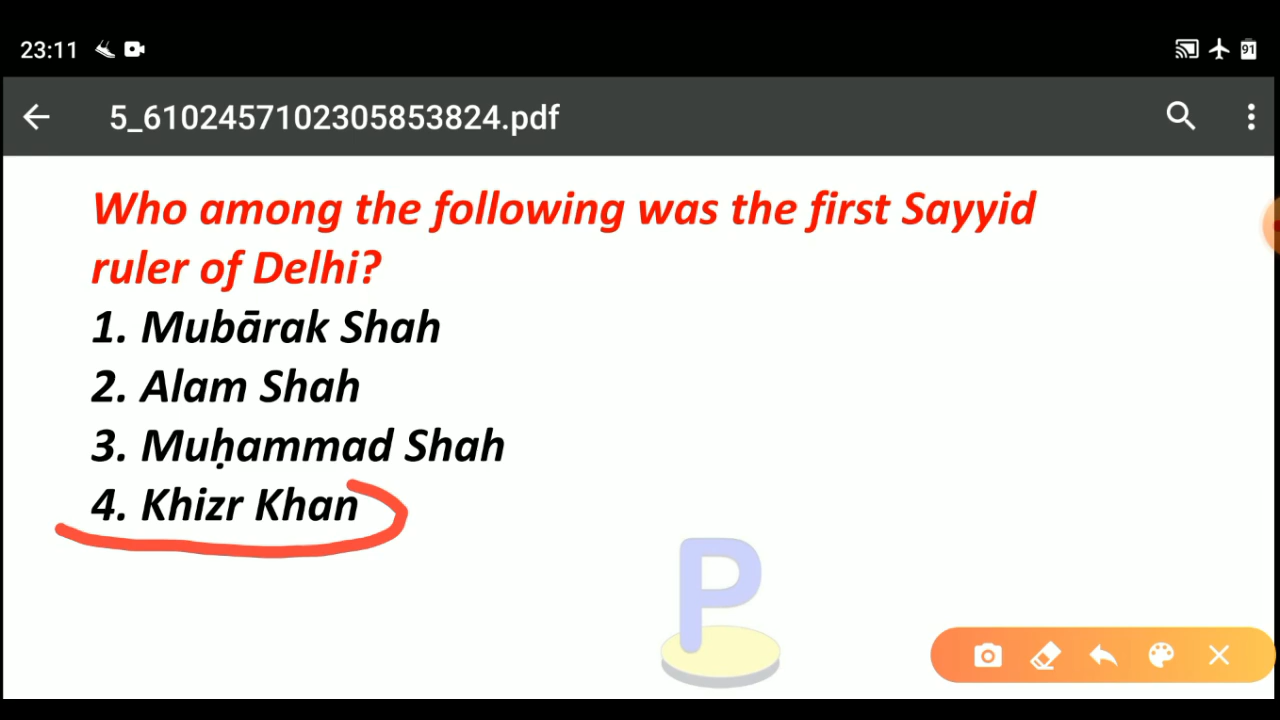 23:11
91
5_6102457102305853824.pdf
Who among the following was the first Sayyid
ruler of Delhi?
1. Mubārak Shah
2. Alam Shah
3. Muḥammad Shah
4. Khizr Khan
P